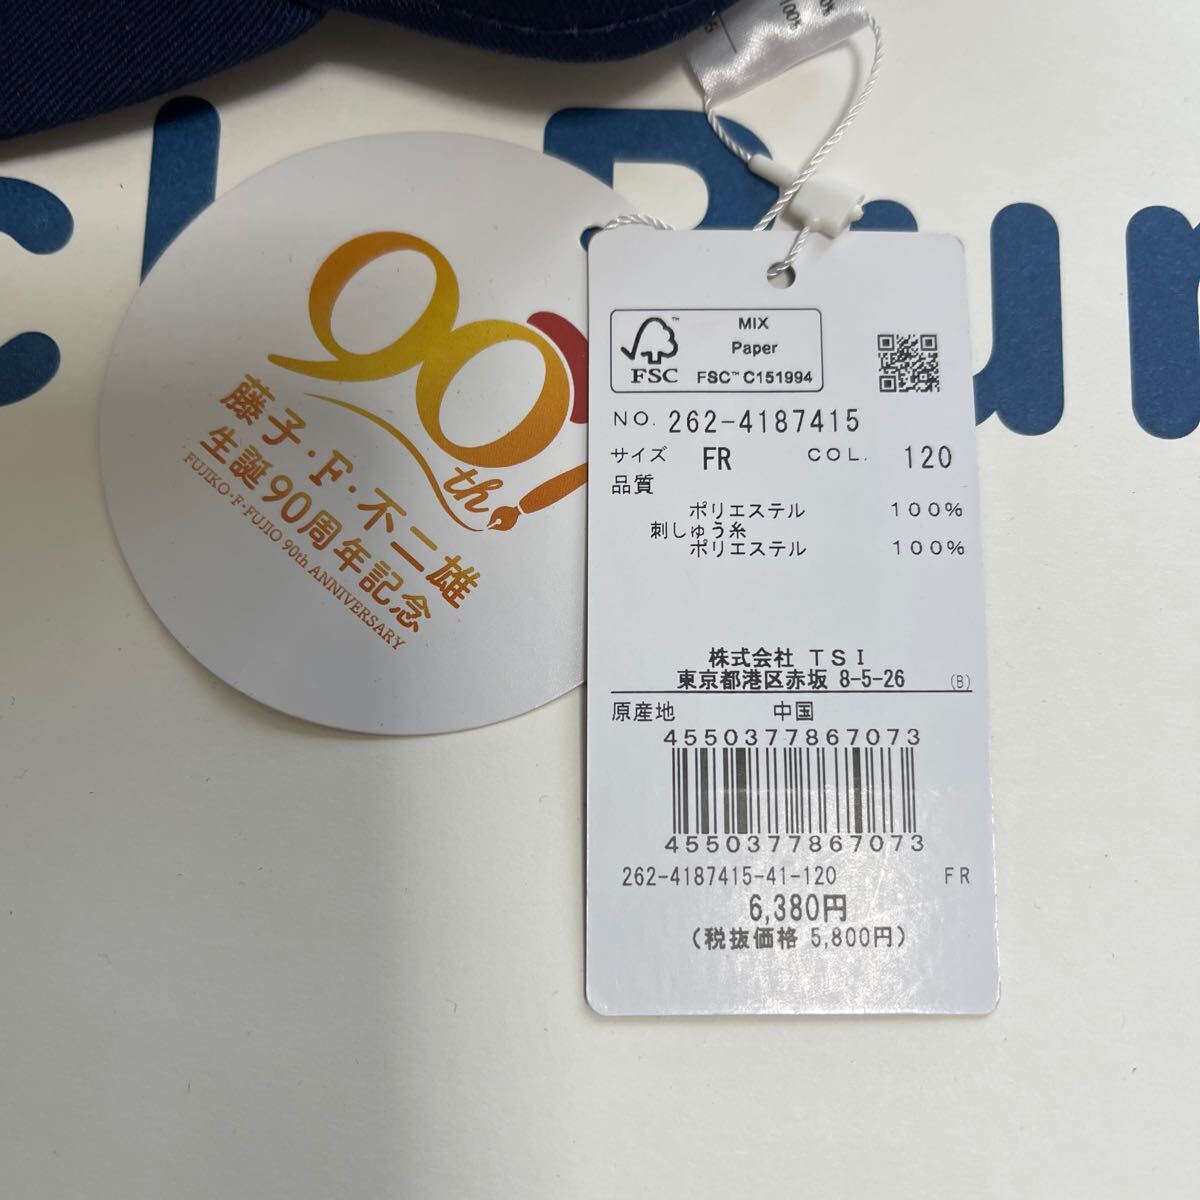 100%
90th!
藤子・F・不二雄
生誕90周年記念
FUJIKO・F・FUJIO 90th ANNIVERSARY
FSC
MIX
Paper
FSC™ C151994
NO. 262-4187415
サイズ FR COL. 120
品質
ポリエステル 100%
刺しゅう糸
ポリエステル 100%
株式会社 TSI
東京都港区赤坂 8-5-26 (B)
原産地 中国
4550377867073
4550377867073
262-4187415-41-120 FR
6,380円
(税抜価格 5,800円)